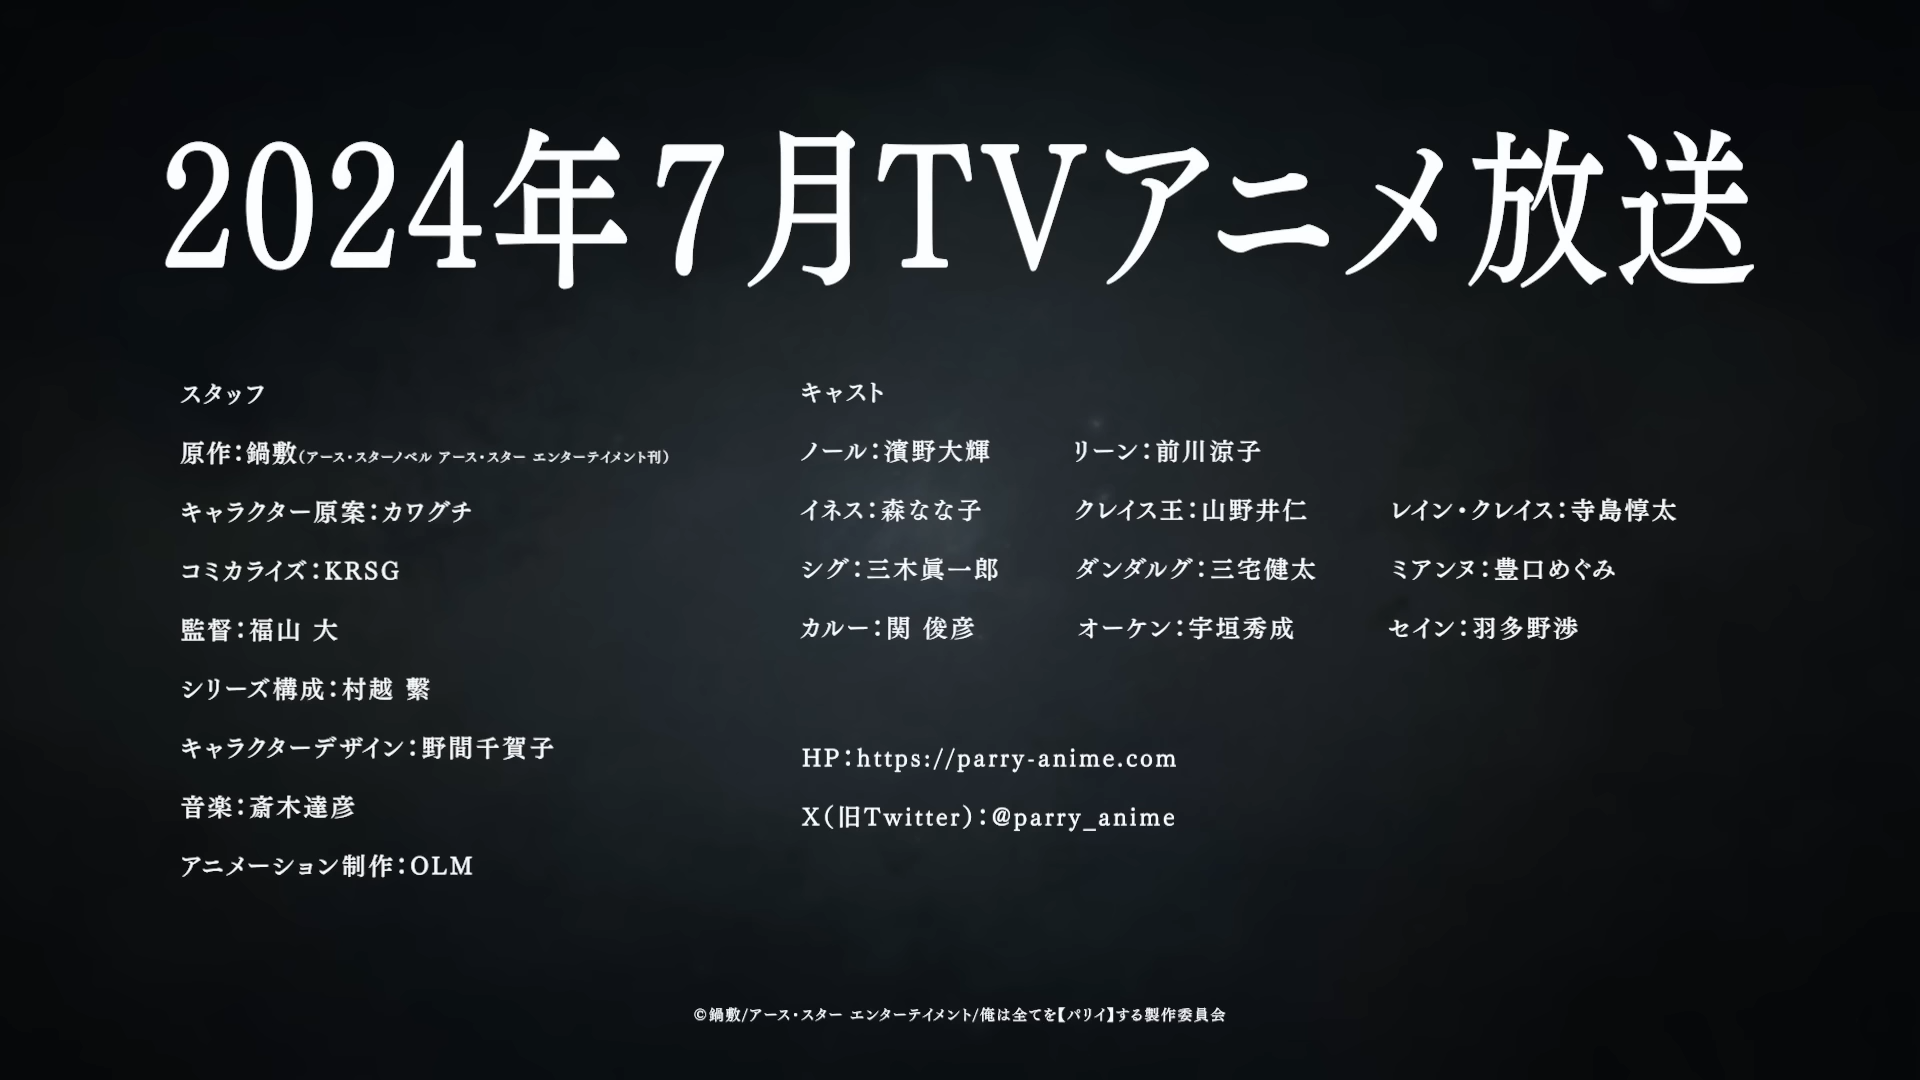 2024年7月TVアニメ放送
スタッフ
原作：鍋敷(アース・スターノベル アース・スター エンターテイメント刊)
キャラクター原案：カワグチ
コミカライズ：KRSG
監督：福山 大
シリーズ構成：村越 繫
キャラクターデザイン：野間千賀子
音楽：斎木達彦
アニメーション制作：OLM
キャスト
ノール：濱野大輝 リーン：前川涼子
イネス：森なな子 クレイス王：山野井仁 レイン・クレイス：寺島惇太
シグ：三木眞一郎 ダンダルグ：三宅健太 ミアンヌ：豊口めぐみ
カルー：関 俊彦 オーケン：宇垣秀成 セイン：羽多野渉
HP：https://parry-anime.com
X(旧Twitter)：@parry_anime
©鍋敷/アース・スター エンターテイメント/俺は全てを【パリイ】する製作委員会